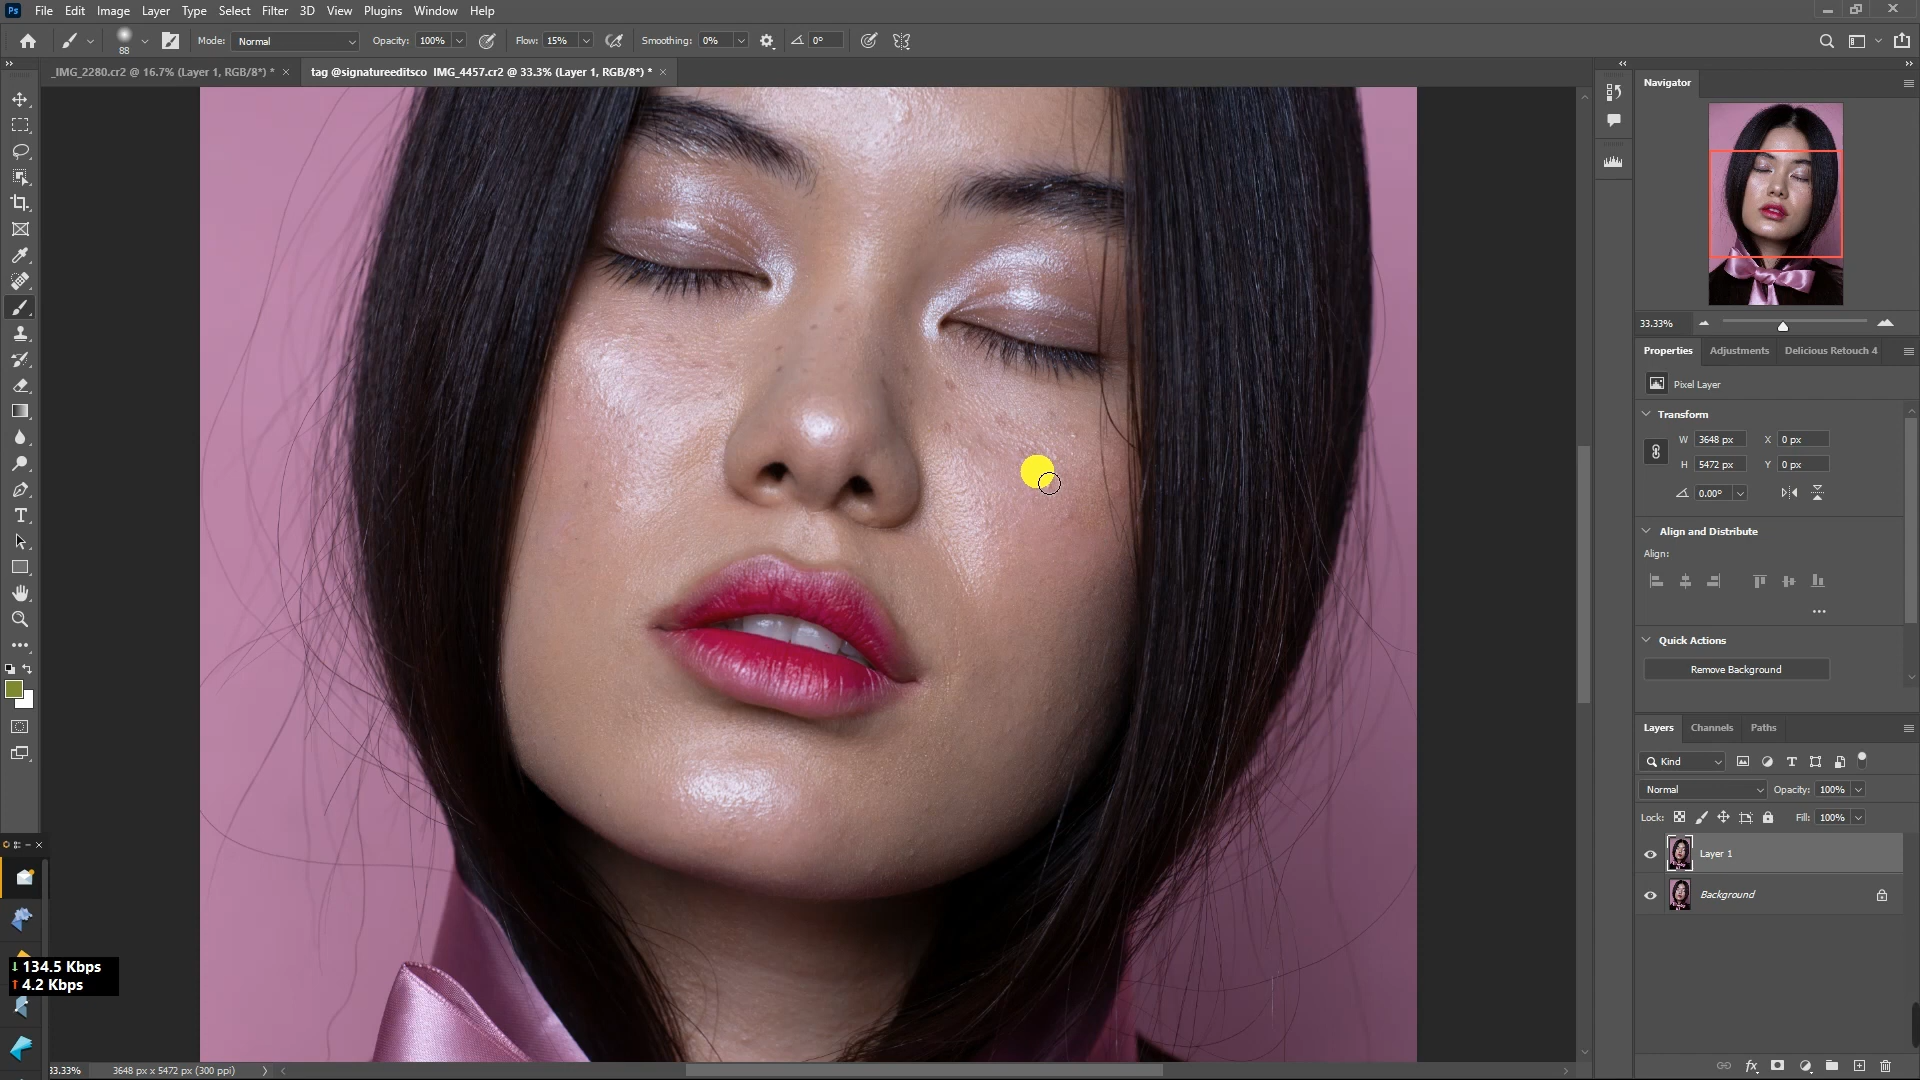 Ps File Edit Image Layer Type Select Filter 3D View Plugins Window Help
88 Mode: Normal Opacity: 100% Flow: 15% Smoothing: 0% 0°
_IMG_2280.cr2 @ 16.7% (Layer 1, RGB/8*) * × tag @signatureeditsco IMG_4457.cr2 @ 33.3% (Layer 1, RGB/8*) * ×
Navigator
33.33%
Properties Adjustments Delicious Retouch 4
Pixel Layer
Transform
W 3648 px X 0 px
H 5472 px Y 0 px
0.00°
Align and Distribute
Align:
Quick Actions
Remove Background
Layers Channels Paths
Kind
Normal Opacity: 100%
Lock: Fill: 100%
Layer 1
Background
134.5 Kbps
4.2 Kbps
33.33% 3648 px x 5472 px (300 ppi)